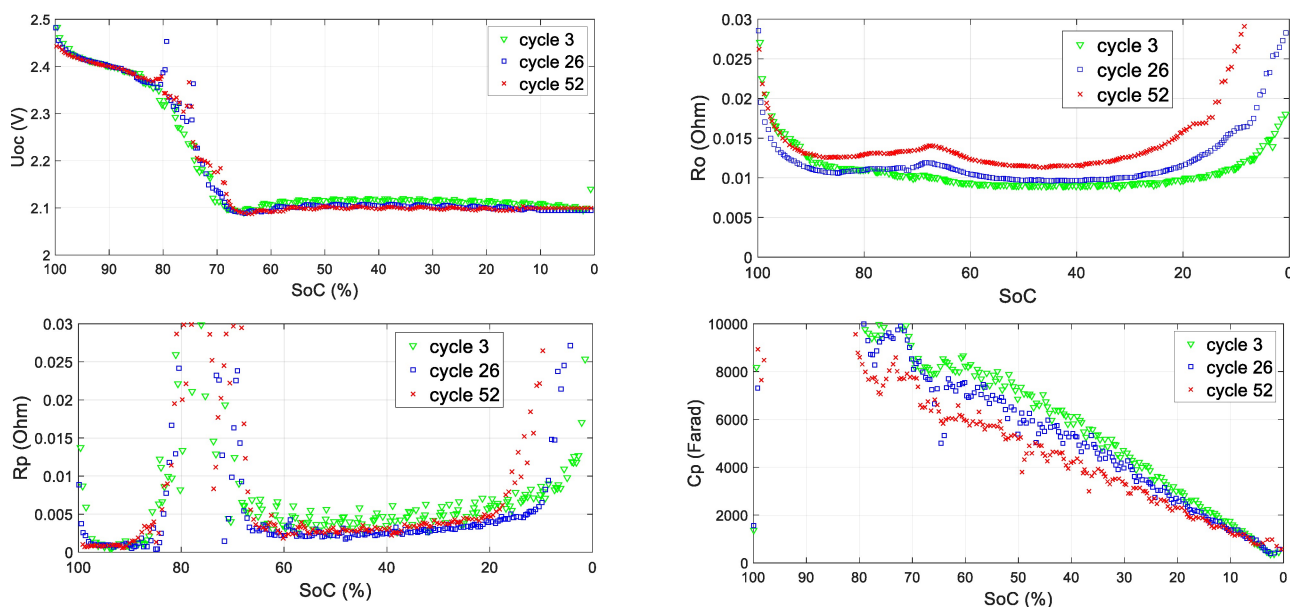 2.5
2.4
2.3
2.2
2.1
2
Uoc (V)
100 90 80 70 60 50 40 30 20 10 0
SoC (%)
cycle 3
cycle 26
cycle 52
0.03
0.025
0.02
0.015
0.01
0.005
0
Ro (Ohm)
100 80 60 40 20 0
SoC
cycle 3
cycle 26
cycle 52
0.03
0.025
0.02
0.015
0.01
0.005
0
Rp (Ohm)
100 80 60 40 20 0
SoC (%)
cycle 3
cycle 26
cycle 52
10000
8000
6000
4000
2000
0
Cp (Farad)
100 90 80 70 60 50 40 30 20 10 0
SoC (%)
cycle 3
cycle 26
cycle 52